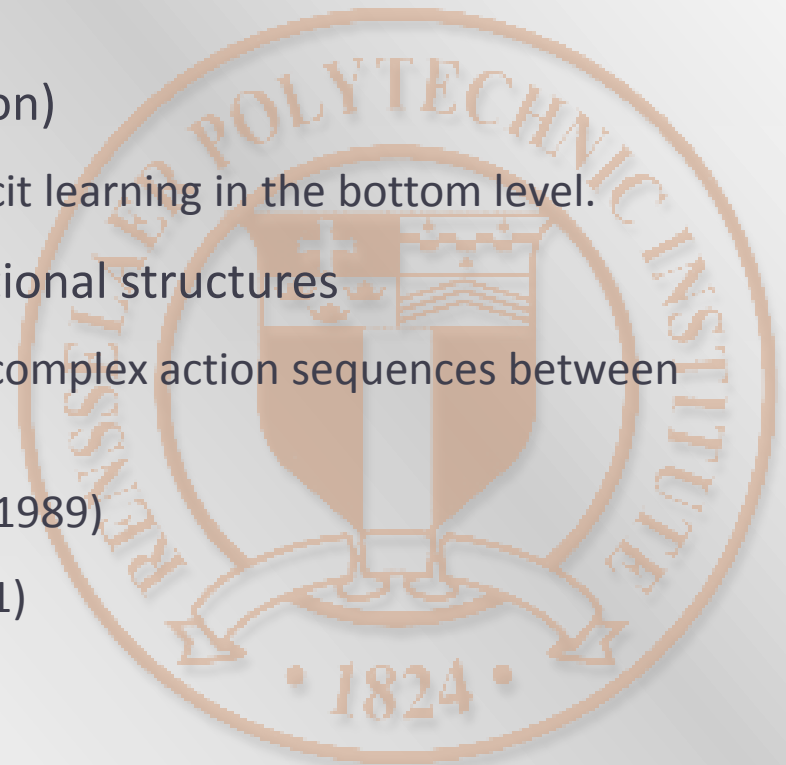 on)
cit learning in the bottom level.
ional structures
complex action sequences between
1989)
1)
RENSSELAER POLYTECHNIC INSTITUTE
• 1824 •